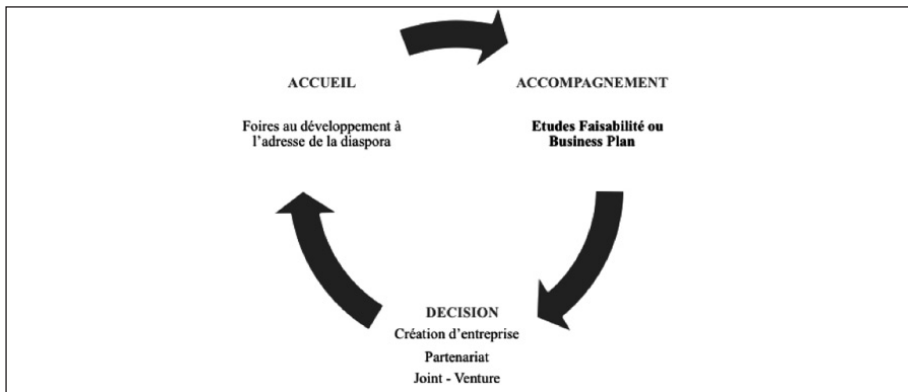 ACCUEIL
Foires au développement à
l'adresse de la diaspora
ACCOMPAGNEMENT
Etudes Faisabilité ou
Business Plan
DECISION
Création d'entreprise
Partenariat
Joint - Venture